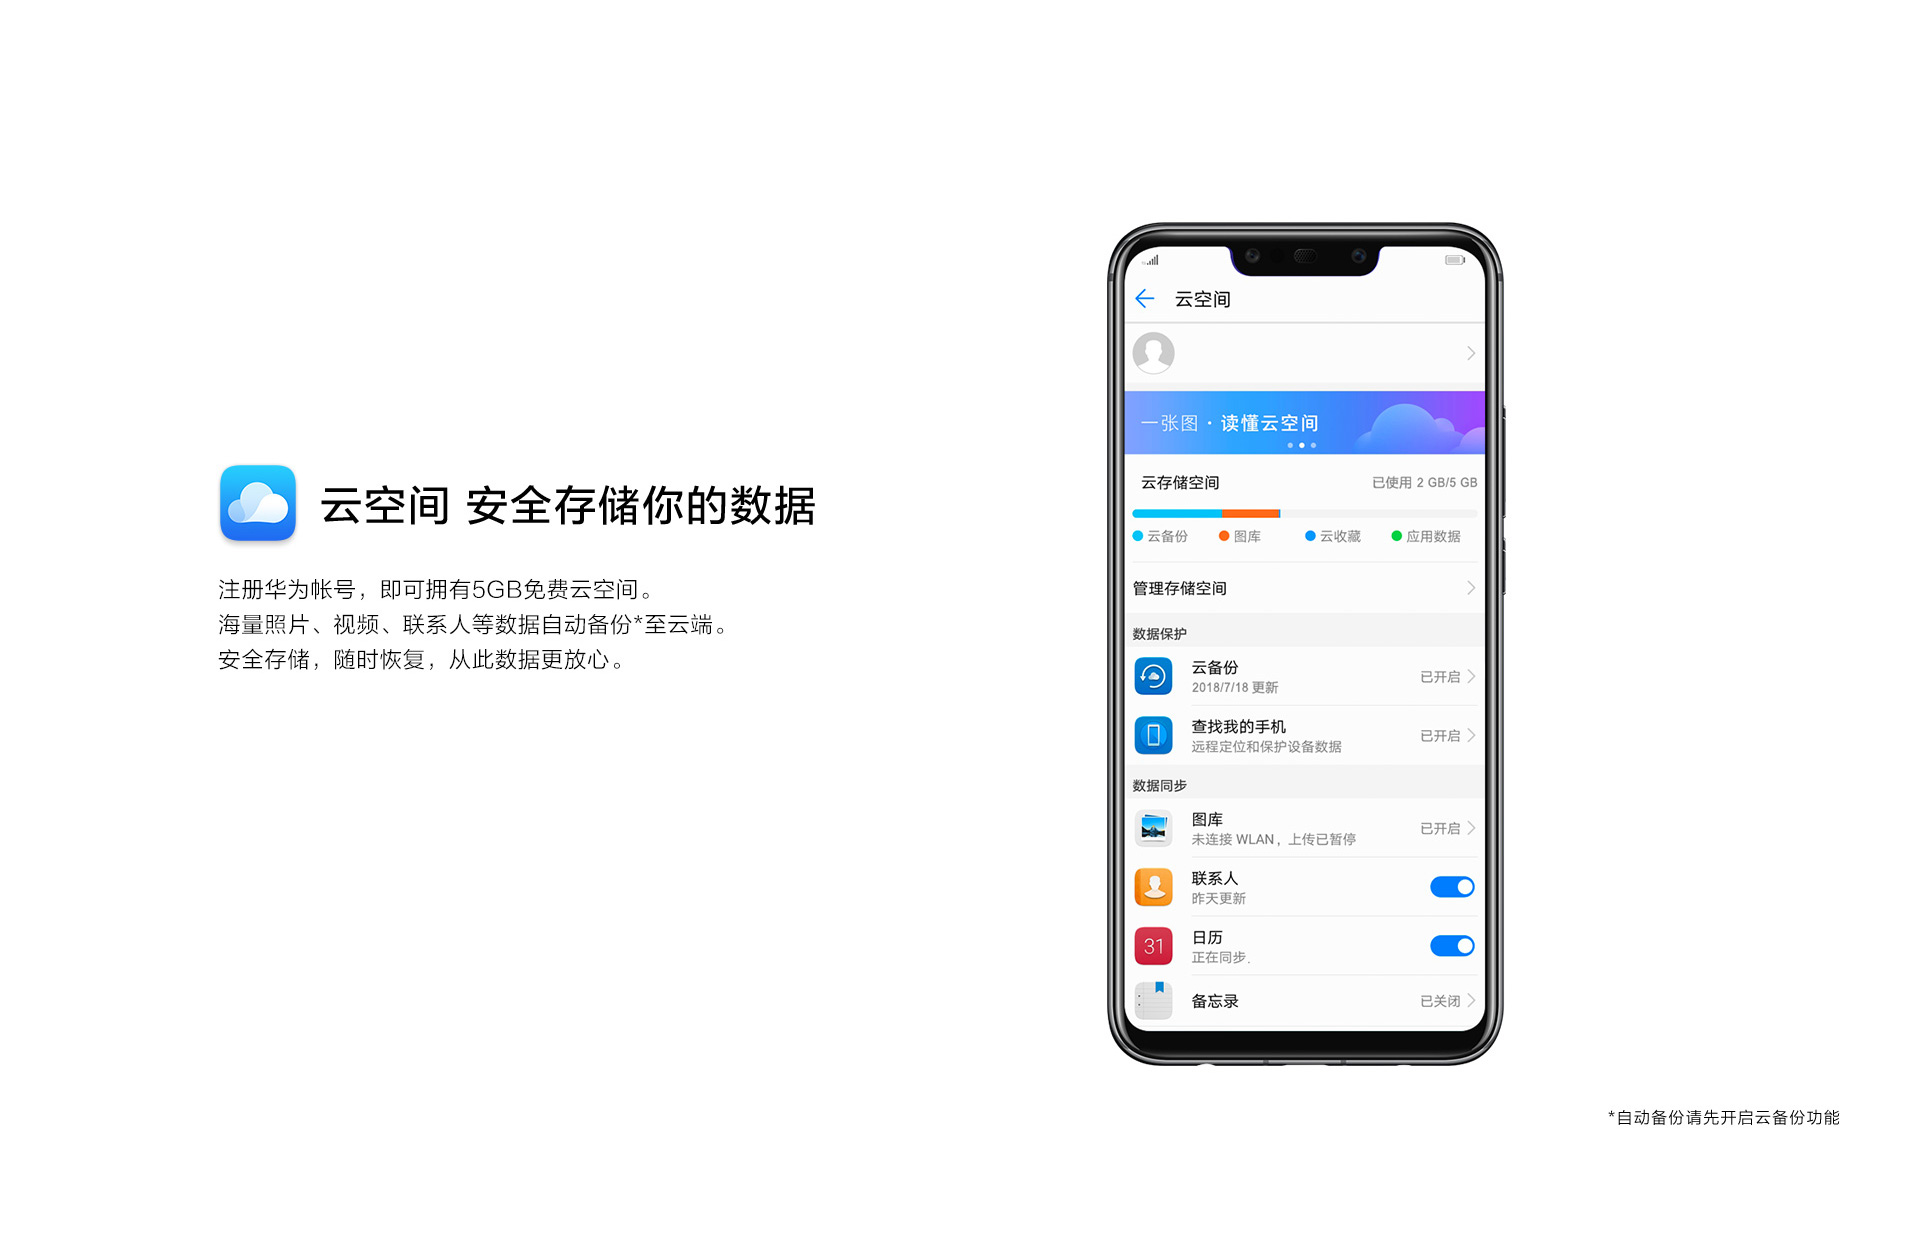 云空间 安全存储你的数据
注册华为帐号，即可拥有5GB免费云空间。
海量照片、视频、联系人等数据自动备份*至云端。
安全存储，随时恢复，从此数据更放心。
云空间
一张图·读懂云空间
云存储空间 已使用 2 GB/5 GB
云备份 图库 云收藏 应用数据
管理存储空间
数据保护
云备份 已开启
2018/7/18 更新
查找我的手机 已开启
远程定位和保护设备数据
数据同步
图库 已开启
未连接 WLAN，上传已暂停
联系人
昨天更新
31 日历
正在同步.
备忘录 已关闭
*自动备份请先开启云备份功能